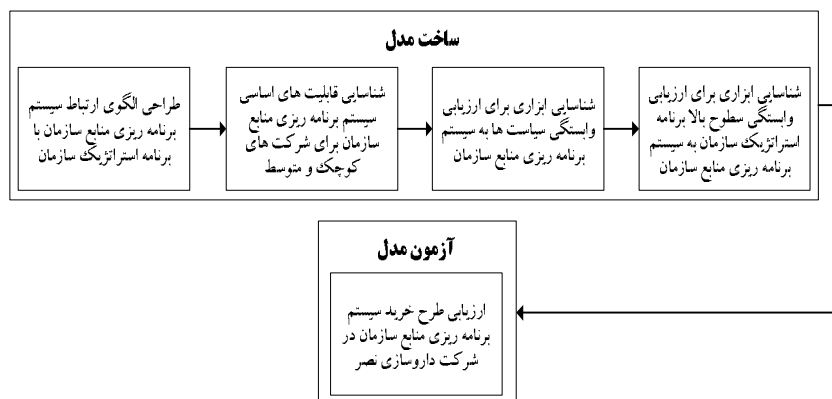 ساخت مدل
طراحی الگوی ارتباط سیستم
برنامه ریزی منابع سازمان با
برنامه استراتژیک سازمان
شناسایی قابلیت های اساسی
سیستم برنامه ریزی منابع
سازمان برای شرکت های
کوچک و متوسط
شناسایی ابزاری برای ارزیابی
وابستگی سیاست ها به سیستم
برنامه ریزی منابع سازمان
شناسایی ابزاری برای ارزیابی
وابستگی سطوح بالا برنامه
استراتژیک سازمان به سیستم
برنامه ریزی منابع سازمان
آزمون مدل
ارزیابی طرح خرید سیستم
برنامه ریزی منابع سازمان در
شرکت داروسازی نصر